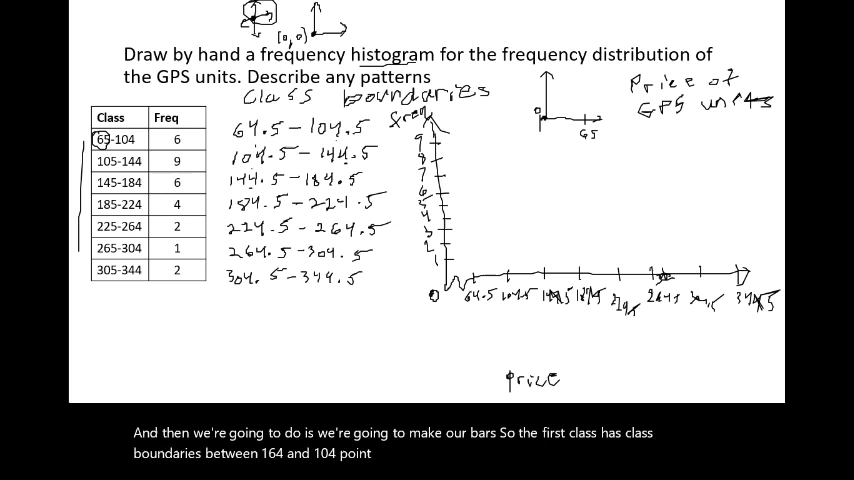 [0,0)
Draw by hand a frequency histogram for the frequency distribution of
the GPS units. Describe any patterns
Class boundaries
Price of
GPS units
Class Freq
65-104 6
105-144 9
145-184 6
185-224 4
225-264 2
265-304 1
305-344 2
64.5-104.5
104.5-144.5
144.5-184.5
184.5-224.5
224.5-264.5
264.5-304.5
304.5-344.5
freq
9
8
7
6
5
4
3
2
1
0
64.5 104.5
0
65
Price
And then we're going to do is we're going to make our bars So the first class has class
boundaries between 164 and 104 point